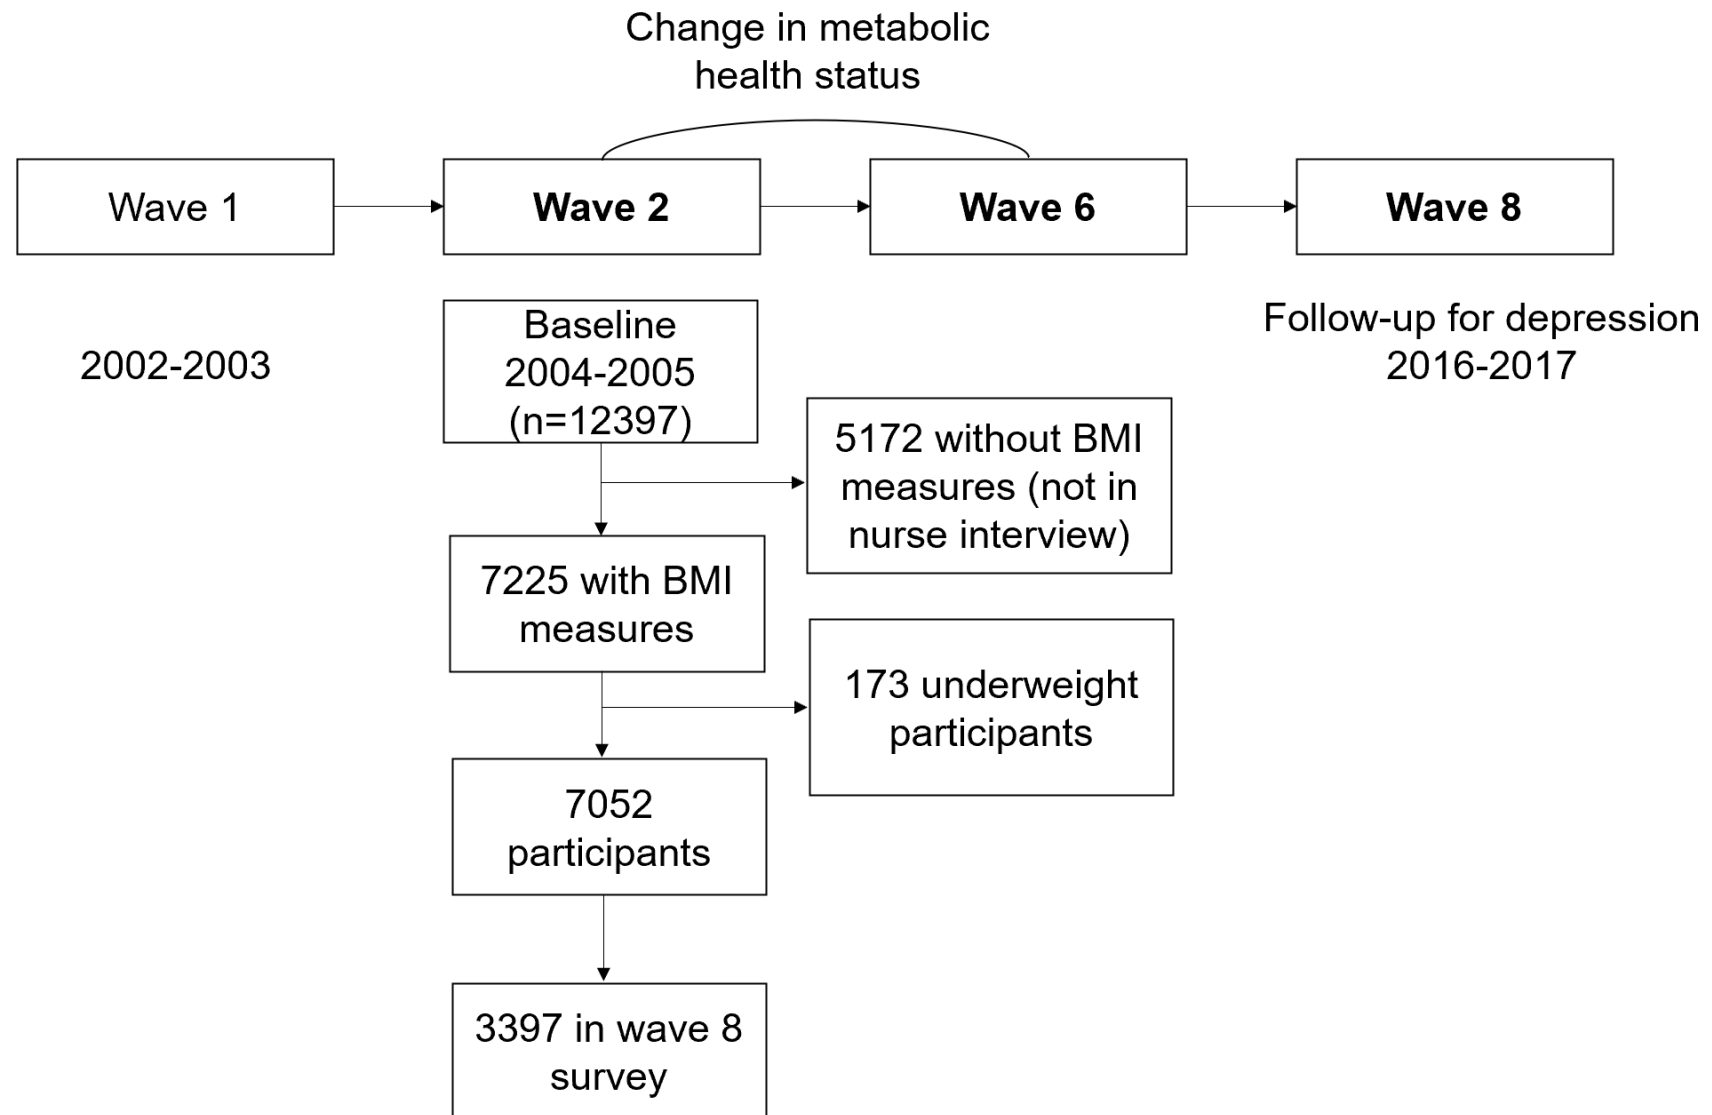 Change in metabolic
health status
Wave 1
Wave 2
Wave 6
Wave 8
2002-2003
Baseline
2004-2005
(n=12397)
Follow-up for depression
2016-2017
5172 without BMI
measures (not in
nurse interview)
7225 with BMI
measures
173 underweight
participants
7052
participants
3397 in wave 8
survey